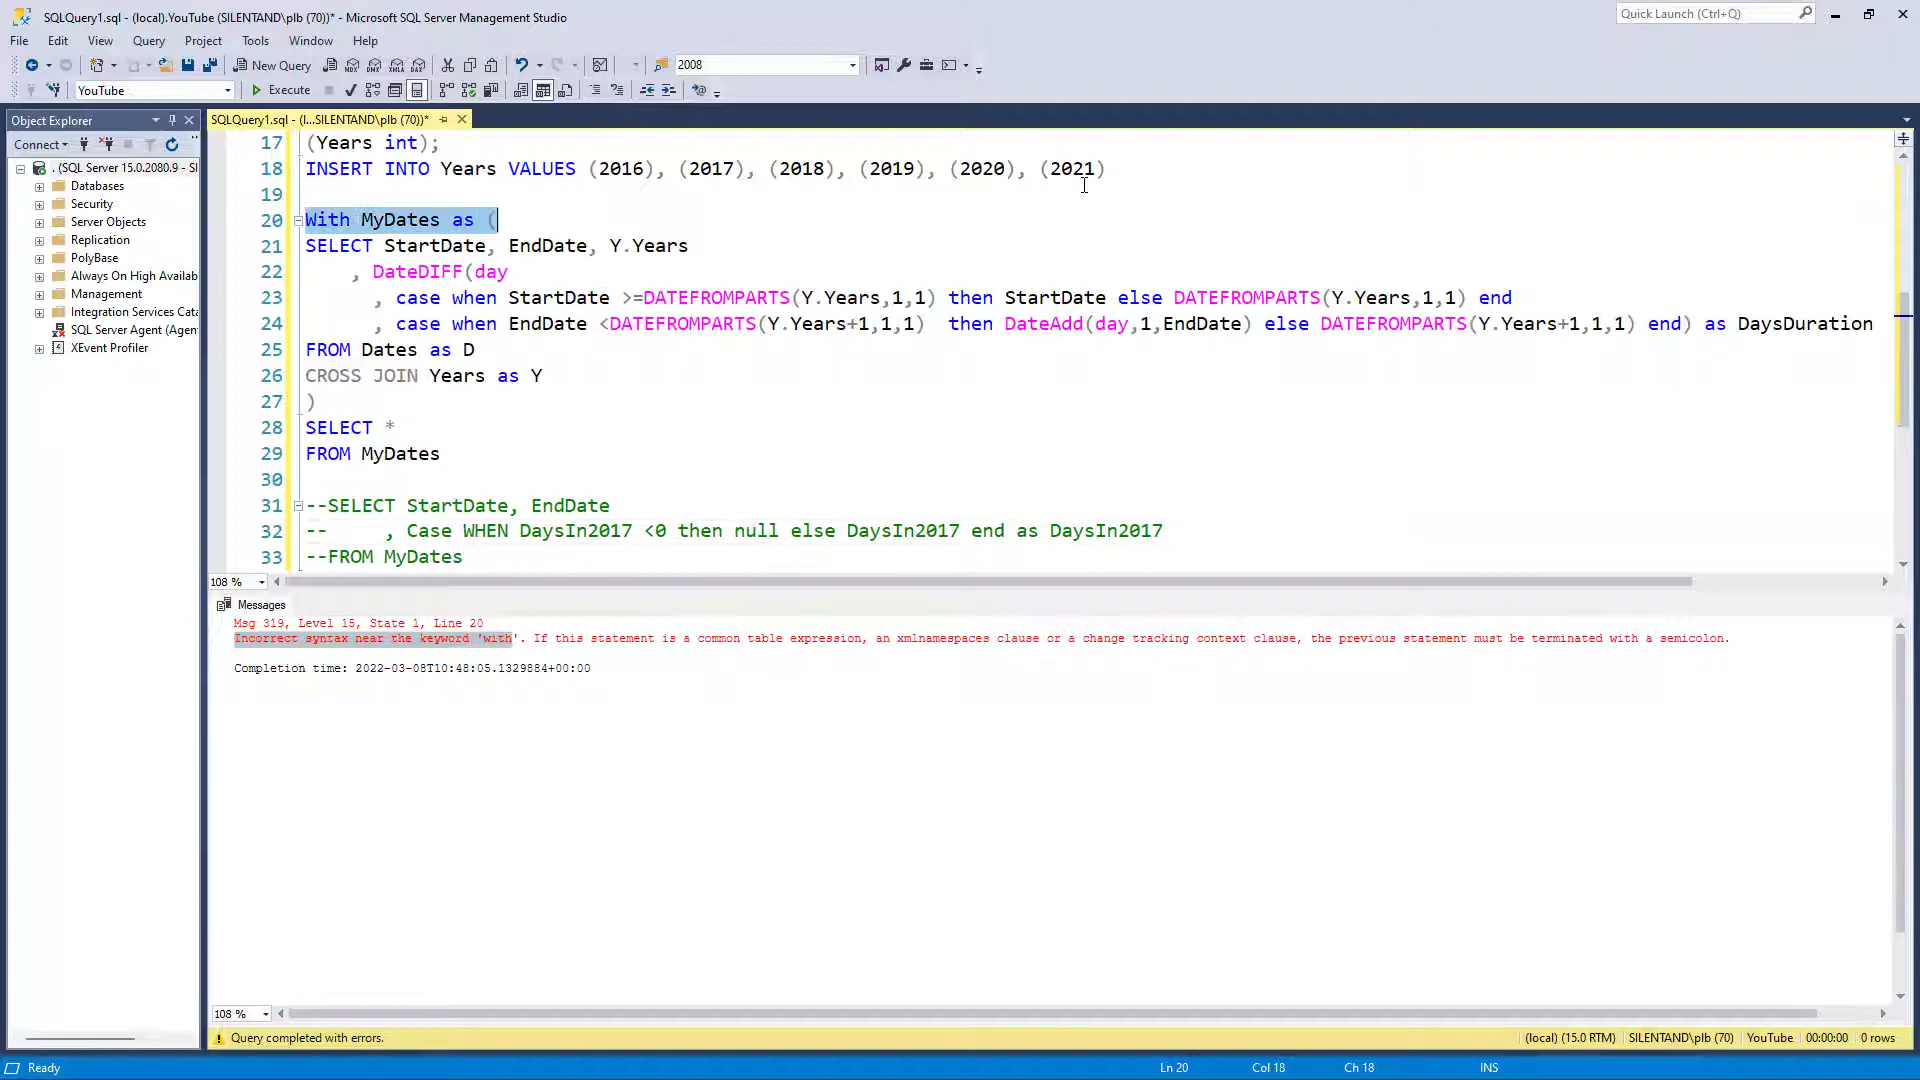 SQLQuery1.sql - (local).YouTube (SILENTAND\plb (70))* - Microsoft SQL Server Management Studio
Quick Launch (Ctrl+Q)
File Edit View Query Project Tools Window Help
New Query
2008
YouTube
Execute
Object Explorer
SQLQuery1.sql - (l...SILENTAND\plb (70))*
Connect
. (SQL Server 15.0.2080.9 - SI
Databases
Security
Server Objects
Replication
PolyBase
Always On High Availab
Management
Integration Services Cata
SQL Server Agent (Agen
XEvent Profiler
17 (Years int);
18 INSERT INTO Years VALUES (2016), (2017), (2018), (2019), (2020), (2021)
19
20 With MyDates as (
21 SELECT StartDate, EndDate, Y.Years
22 , DateDIFF(day
23 , case when StartDate >=DATEFROMPARTS(Y.Years,1,1) then StartDate else DATEFROMPARTS(Y.Years,1,1) end
24 , case when EndDate <DATEFROMPARTS(Y.Years+1,1,1) then DateAdd(day,1,EndDate) else DATEFROMPARTS(Y.Years+1,1,1) end) as DaysDuration
25 FROM Dates as D
26 CROSS JOIN Years as Y
27 )
28 SELECT *
29 FROM MyDates
30
31 --SELECT StartDate, EndDate
32 -- , Case WHEN DaysIn2017 <0 then null else DaysIn2017 end as DaysIn2017
33 --FROM MyDates
108 %
Messages
Msg 319, Level 15, State 1, Line 20
Incorrect syntax near the keyword 'with'. If this statement is a common table expression, an xmlnamespaces clause or a change tracking context clause, the previous statement must be terminated with a semicolon.
Completion time: 2022-03-08T10:48:05.1329884+00:00
108 %
Query completed with errors.
(local) (15.0 RTM) SILENTAND\plb (70) YouTube 00:00:00 0 rows
Ready
Ln 20 Col 18 Ch 18 INS